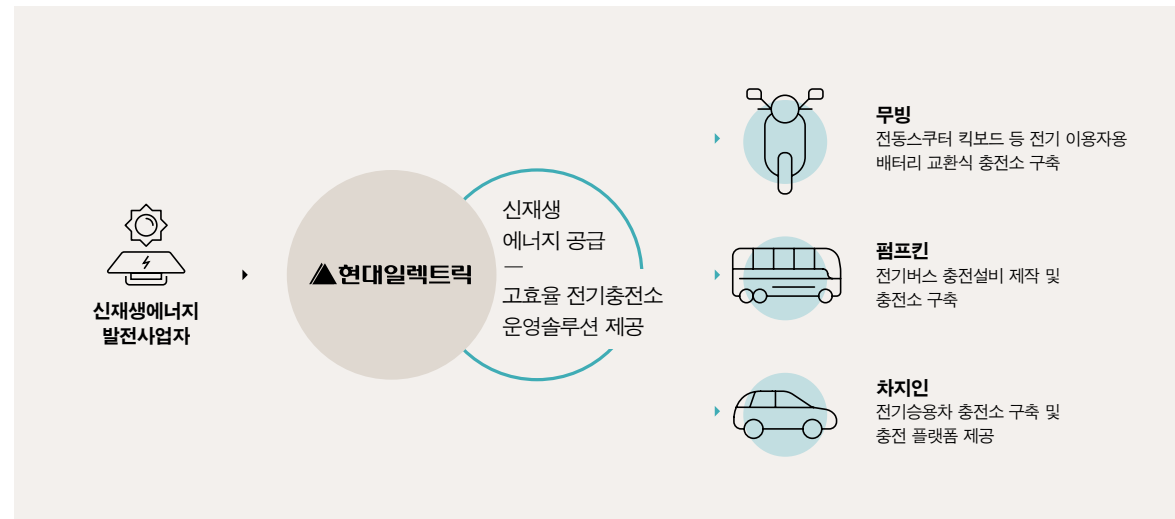 신재생에너지
발전사업자
현대일렉트릭
신재생
에너지 공급
—
고효율 전기충전소
운영솔루션 제공
무빙
전동스쿠터 킥보드 등 전기 이용자용
배터리 교환식 충전소 구축
펌프킨
전기버스 충전설비 제작 및
충전소 구축
차지인
전기승용차 충전소 구축 및
충전 플랫폼 제공